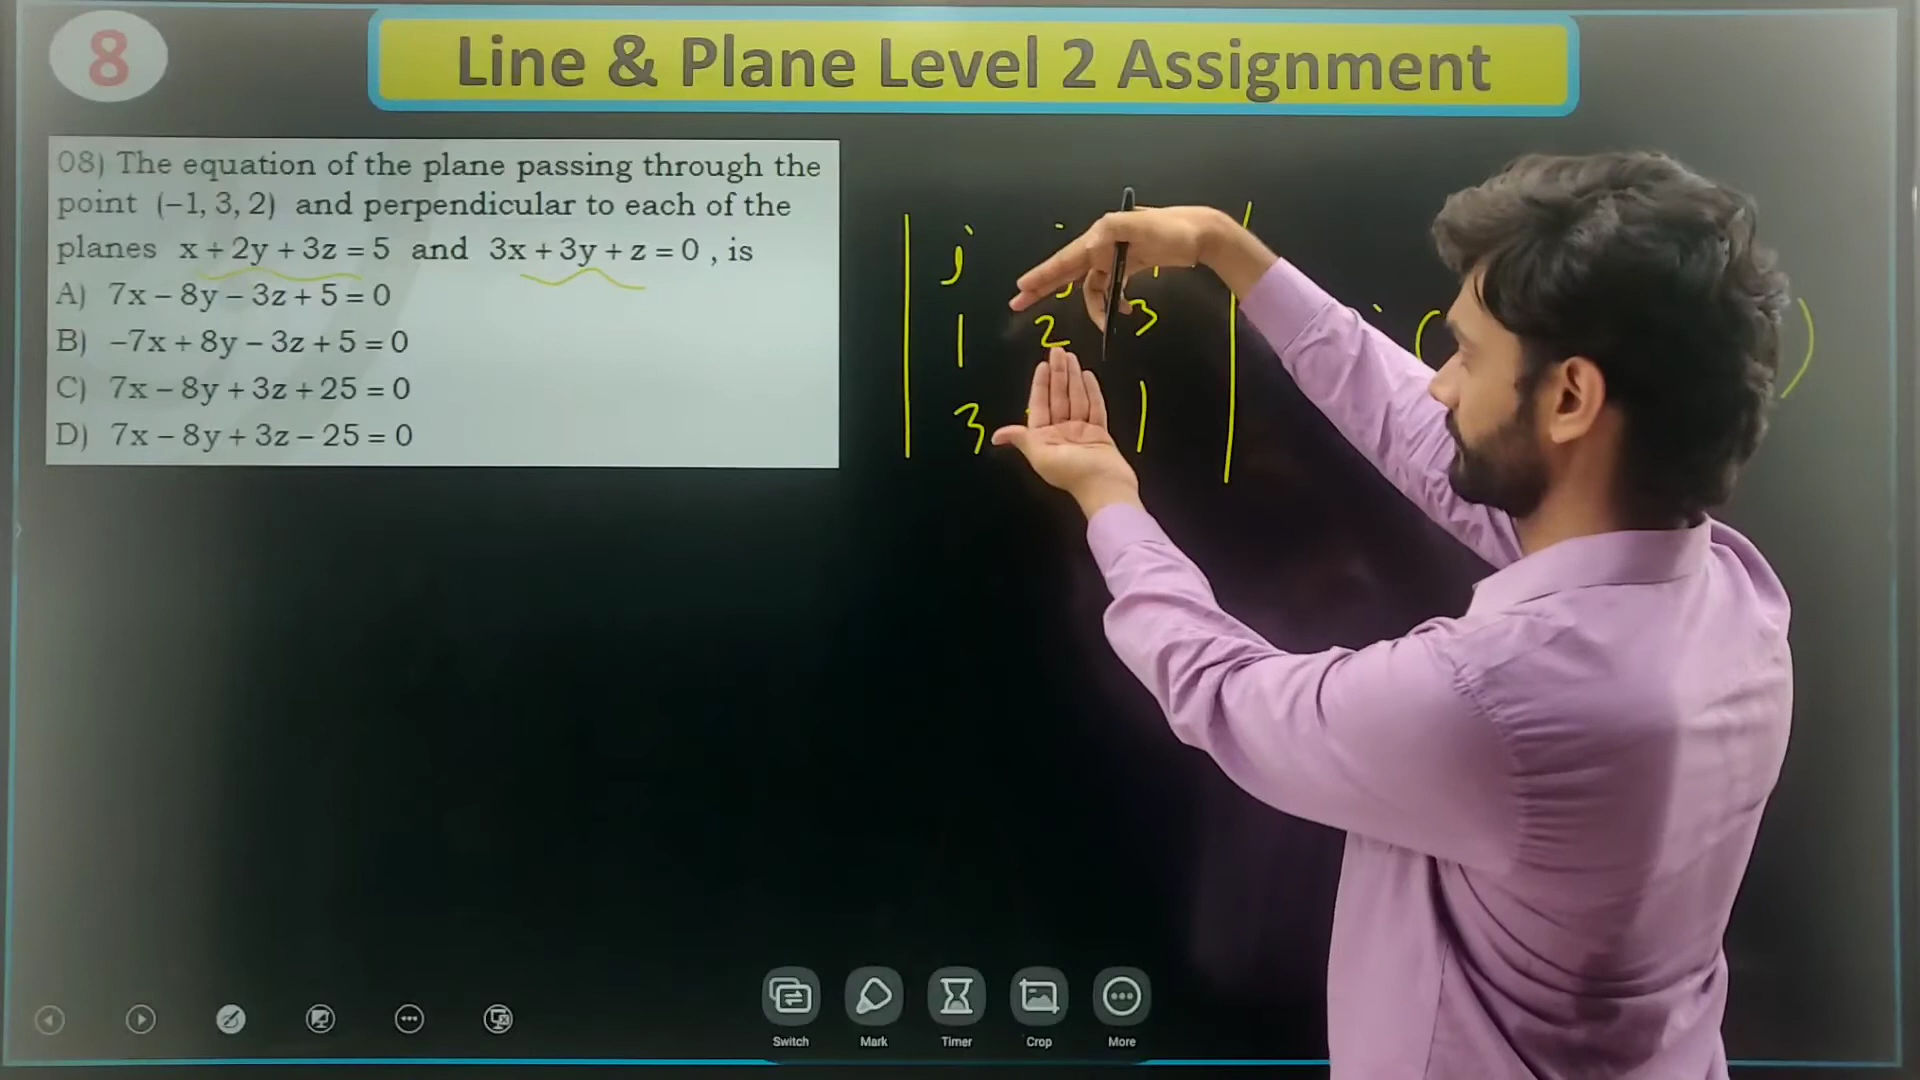 8
Line & Plane Level 2 Assignment
08) The equation of the plane passing through the
point (−1, 3, 2) and perpendicular to each of the
planes x + 2y + 3z = 5 and 3x + 3y + z = 0 , is
A) 7x − 8y − 3z + 5 = 0
B) −7x + 8y − 3z + 5 = 0
C) 7x − 8y + 3z + 25 = 0
D) 7x − 8y + 3z − 25 = 0
1 2 3
3 1
( )
Switch Mark Timer Crop More